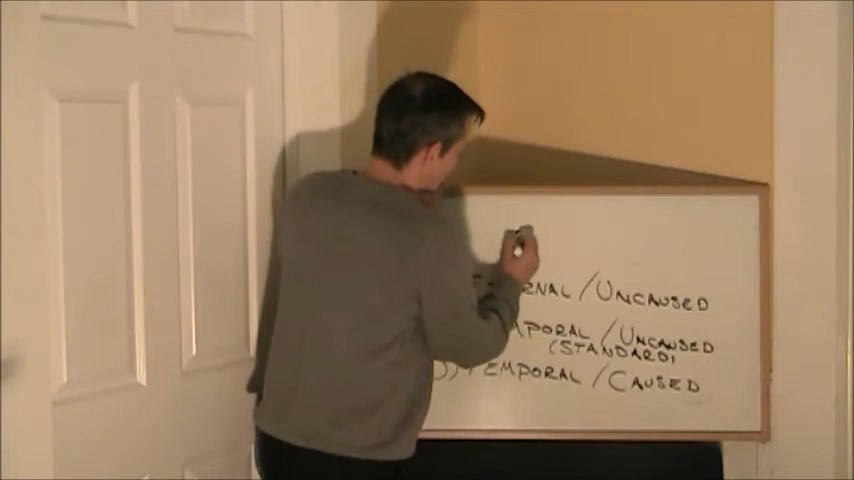 RNAL / UNCAUSED
MPORAL / UNCAUSED
(STANDARD)
) TEMPORAL / CAUSED